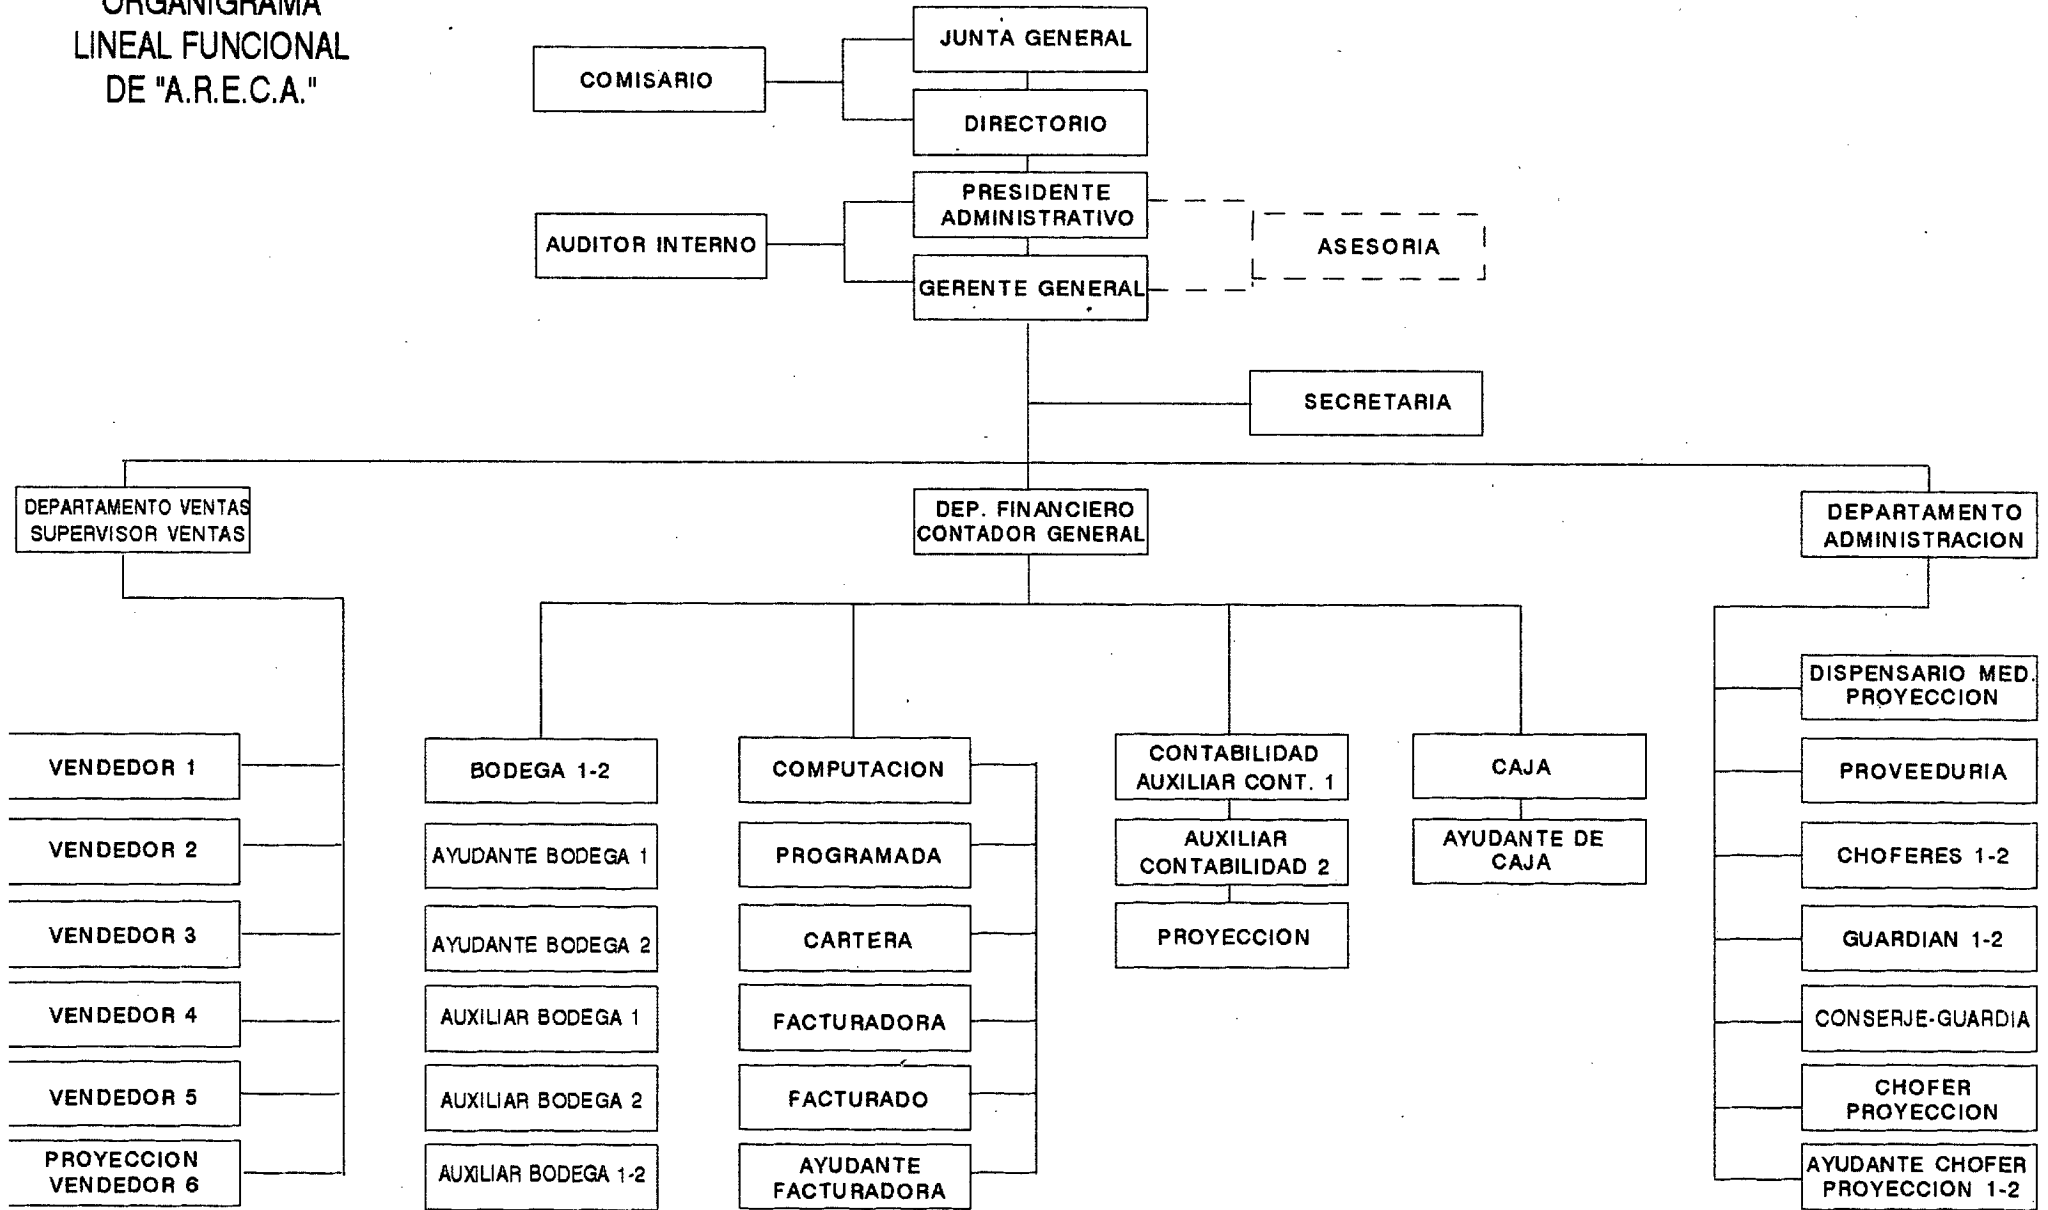 ORGANIGRAMA
LINEAL FUNCIONAL
DE "A.R.E.C.A."
JUNTA GENERAL
COMISARIO
DIRECTORIO
PRESIDENTE
ADMINISTRATIVO
AUDITOR INTERNO
ASESORIA
GERENTE GENERAL
SECRETARIA
DEPARTAMENTO VENTAS
SUPERVISOR VENTAS
DEP. FINANCIERO
CONTADOR GENERAL
DEPARTAMENTO
ADMINISTRACION
VENDEDOR 1
VENDEDOR 2
VENDEDOR 3
VENDEDOR 4
VENDEDOR 5
PROYECCION
VENDEDOR 6
BODEGA 1-2
AYUDANTE BODEGA 1
AYUDANTE BODEGA 2
AUXILIAR BODEGA 1
AUXILIAR BODEGA 2
AUXILIAR BODEGA 1-2
COMPUTACION
PROGRAMADA
CARTERA
FACTURADORA
FACTURADO
AYUDANTE
FACTURADORA
CONTABILIDAD
AUXILIAR CONT. 1
AUXILIAR
CONTABILIDAD 2
PROYECCION
CAJA
AYUDANTE DE
CAJA
DISPENSARIO MED.
PROYECCION
PROVEEDURIA
CHOFERES 1-2
GUARDIAN 1-2
CONSERJE-GUARDIA
CHOFER
PROYECCION
AYUDANTE CHOFER
PROYECCION 1-2